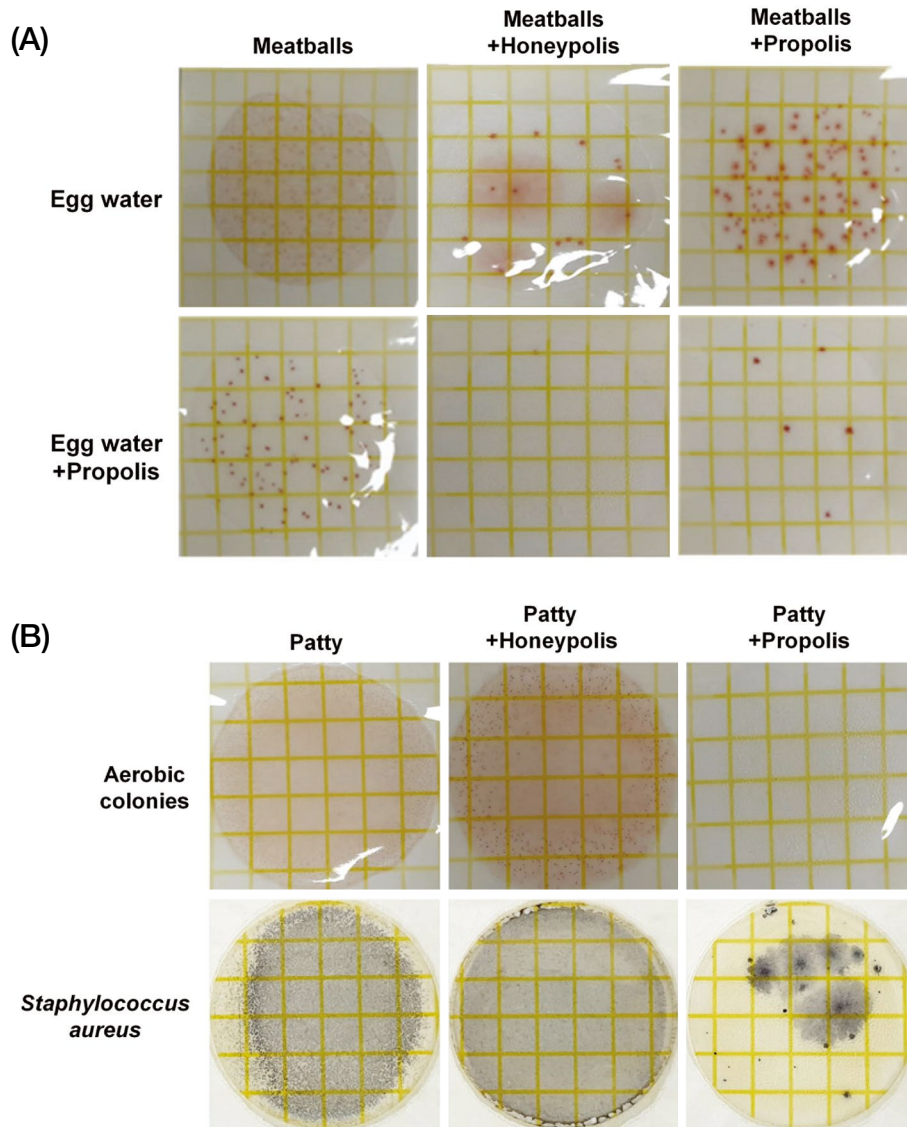 (A)
Meatballs
Meatballs
+Honeypolis
Meatballs
+Propolis
Egg water
Egg water
+Propolis
(B)
Patty
Patty
+Honeypolis
Patty
+Propolis
Aerobic
colonies
Staphylococcus
aureus